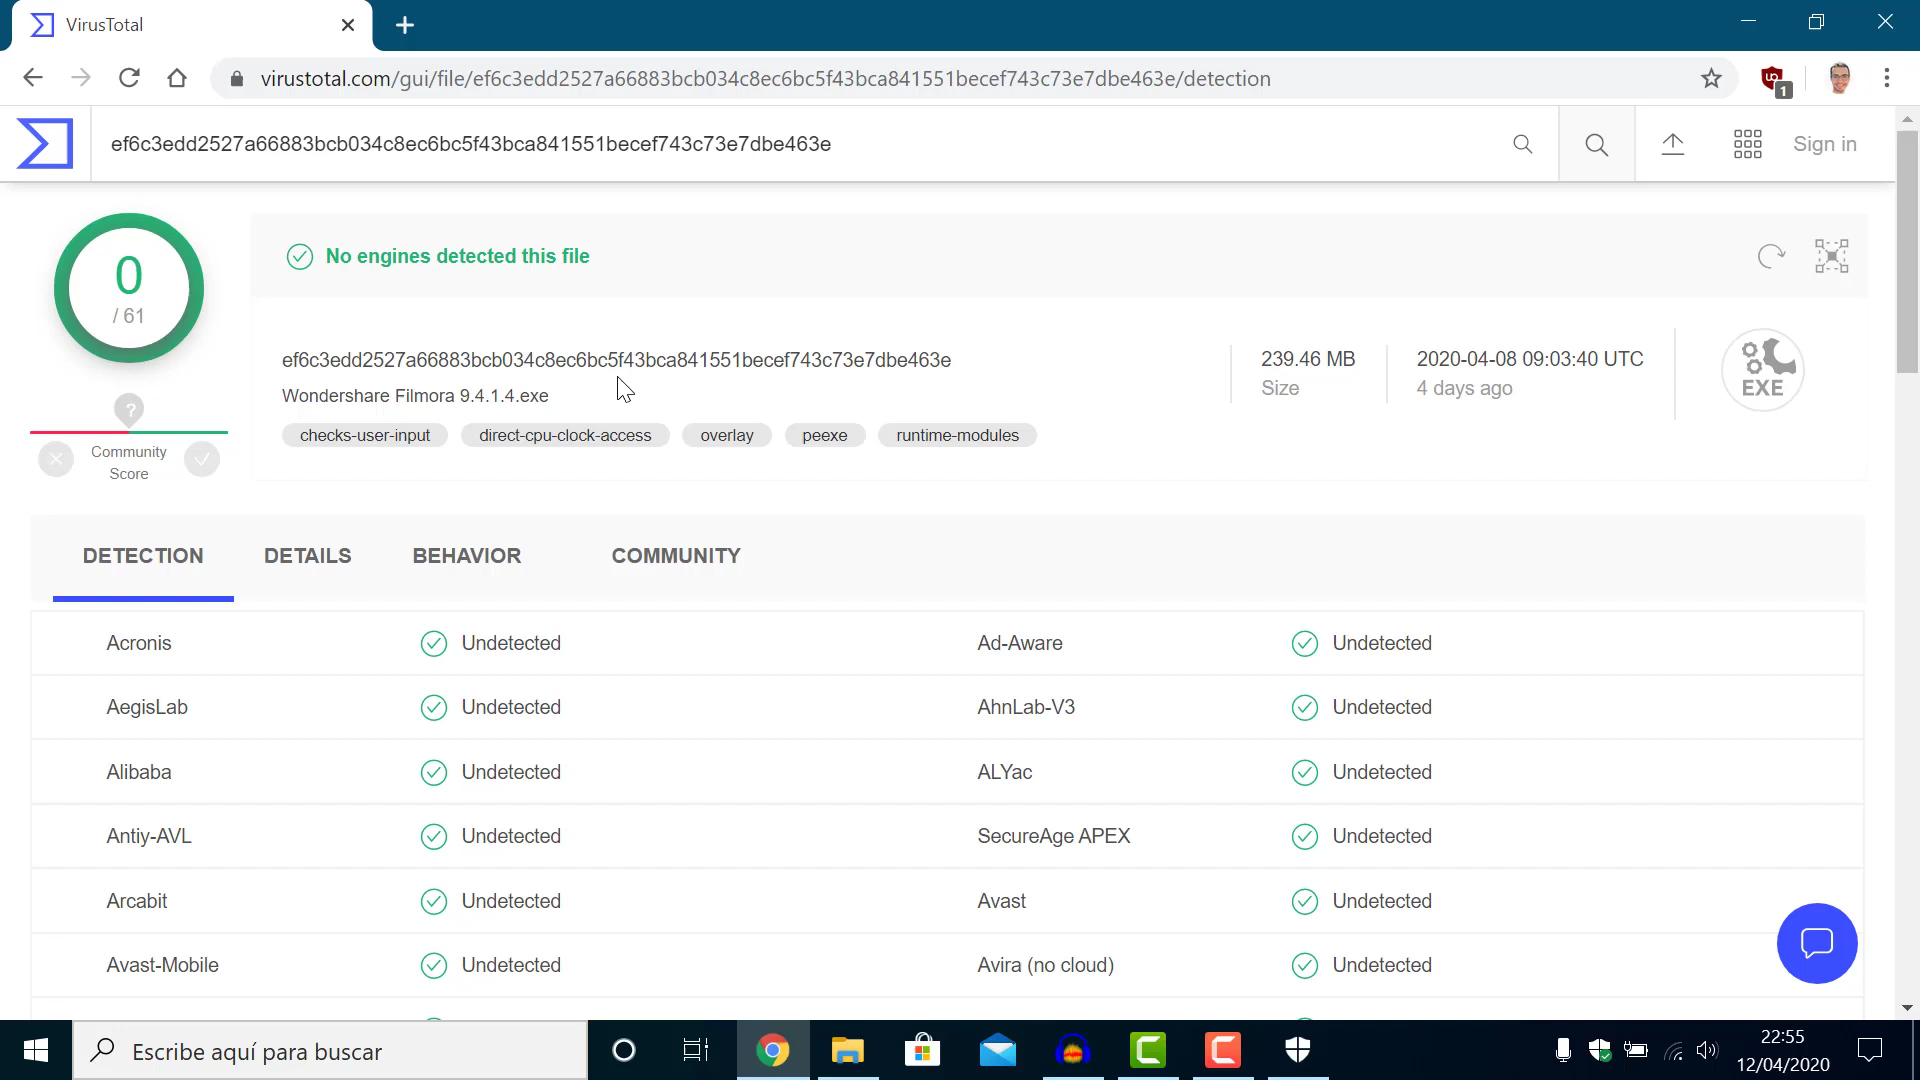 VirusTotal
virustotal.com/gui/file/ef6c3edd2527a66883bcb034c8ec6bc5f43bca841551becef743c73e7dbe463e/detection
1
ef6c3edd2527a66883bcb034c8ec6bc5f43bca841551becef743c73e7dbe463e
Sign in
0
/ 61
No engines detected this file
ef6c3edd2527a66883bcb034c8ec6bc5f43bca841551becef743c73e7dbe463e
Wondershare Filmora 9.4.1.4.exe
checks-user-input direct-cpu-clock-access overlay peexe runtime-modules
239.46 MB
Size
2020-04-08 09:03:40 UTC
4 days ago
EXE
?
Community
Score
DETECTION DETAILS BEHAVIOR COMMUNITY
Acronis Undetected Ad-Aware Undetected
AegisLab Undetected AhnLab-V3 Undetected
Alibaba Undetected ALYac Undetected
Antiy-AVL Undetected SecureAge APEX Undetected
Arcabit Undetected Avast Undetected
Avast-Mobile Undetected Avira (no cloud) Undetected
Escribe aquí para buscar
22:55
12/04/2020